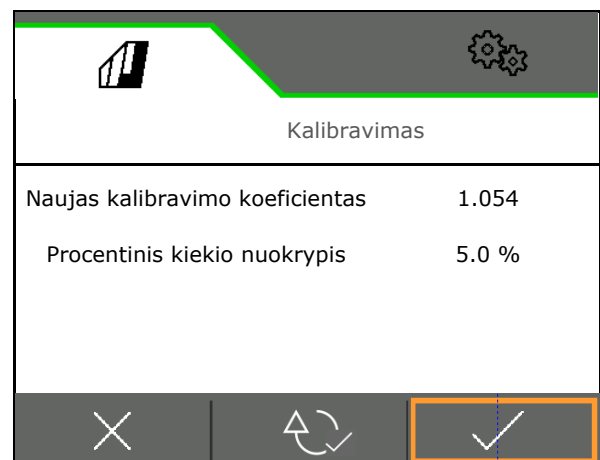 Kalibravimas
Naujas kalibravimo koeficientas 1.054
Procentinis kiekio nuokrypis 5.0 %